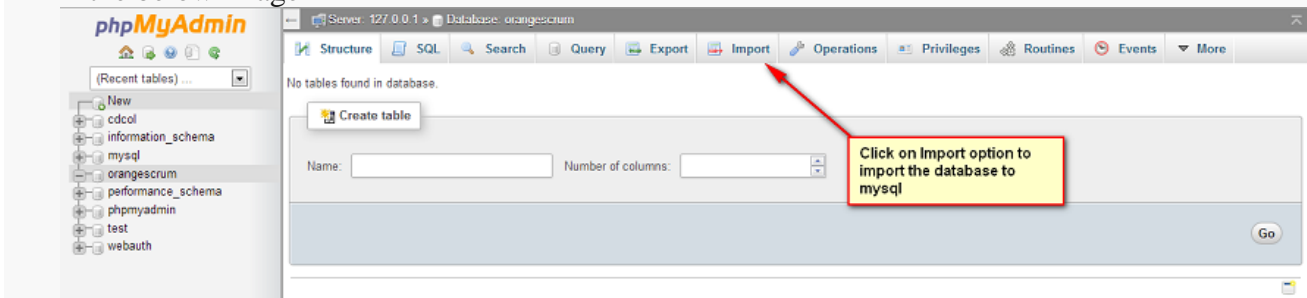 phpMyAdmin
Server: 127.0.0.1 » Database: orangescrum
Structure SQL Search Query Export Import Operations Privileges Routines Events More
(Recent tables) ...
No tables found in database.
New
cdcol
information_schema
mysql
orangescrum
performance_schema
phpmyadmin
test
webauth
Create table
Name: Number of columns:
Click on Import option to
import the database to
mysql
Go